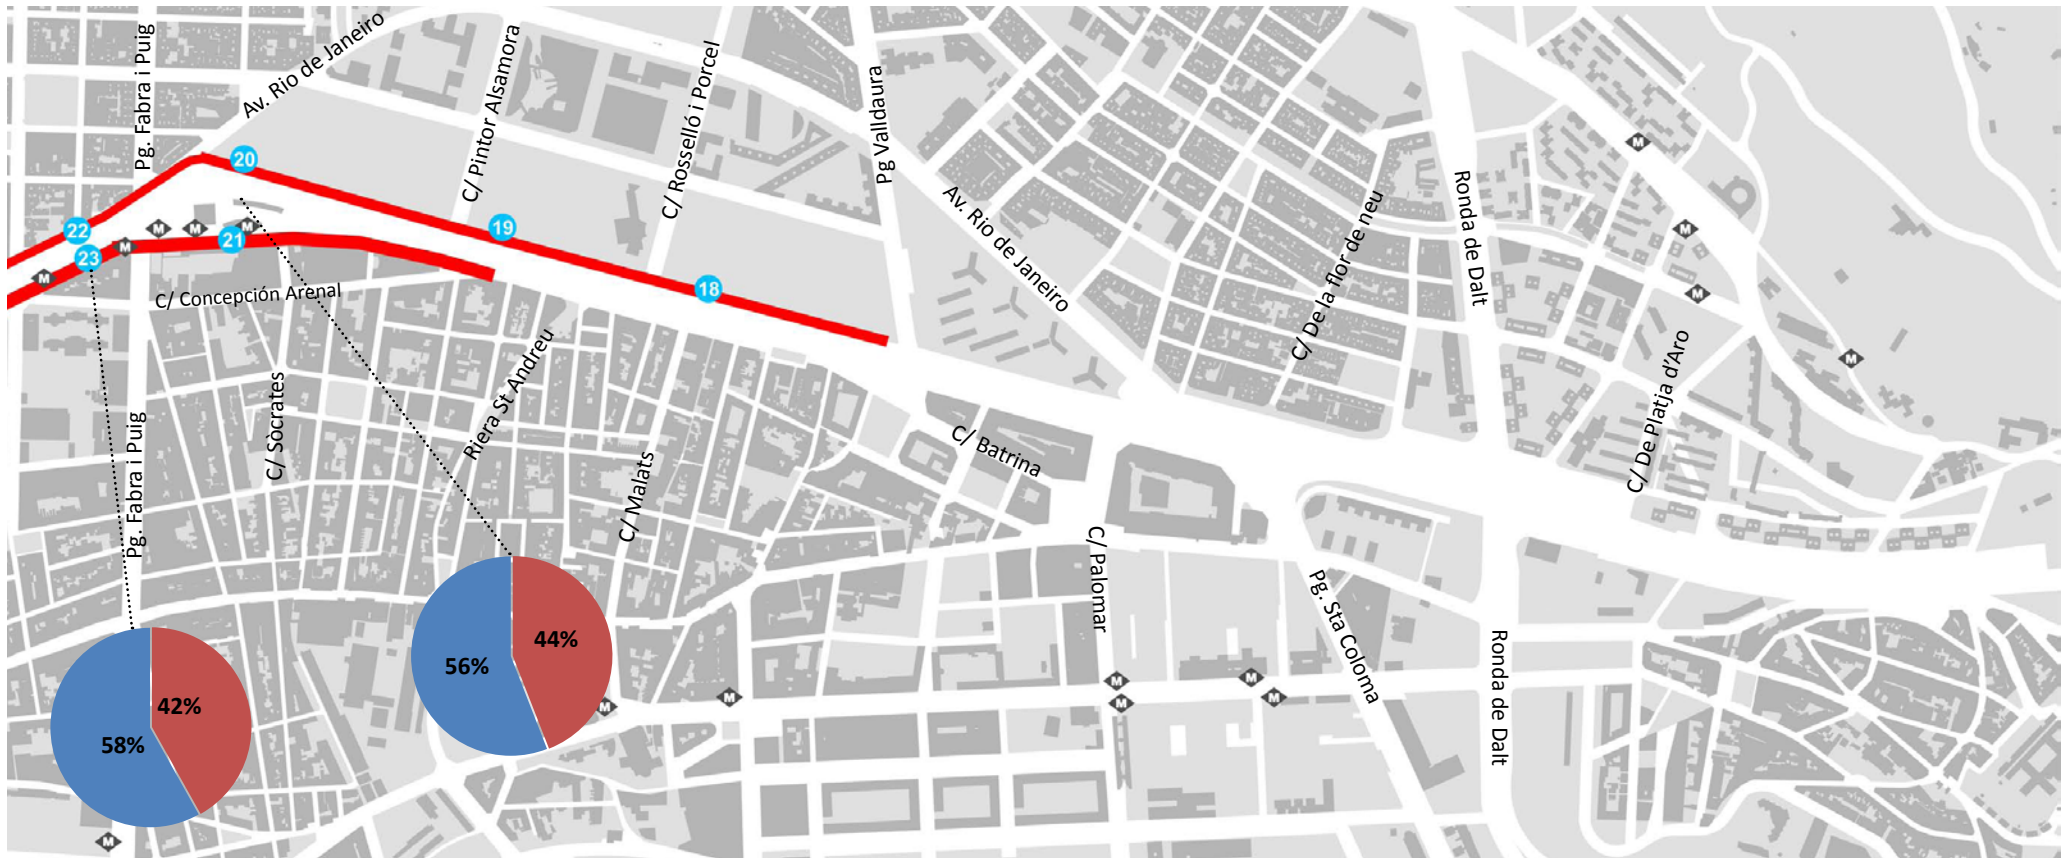 Pg. Fabra i Puig
Av. Rio de Janeiro
C/ Pintor Alsamora
C/ Rosselló i Porcel
Pg Valldaura
Av. Rio de Janeiro
C/ De la flor de neu
Ronda de Dalt
M
20
22
M
M
M
21
M
23
M
19
18
M
M
M
C/ Concepción Arenal
C/ Sòcrates
Riera St Andreu
C/ Malats
C/ Batrina
C/ De Platja d'Aro
Pg. Fabra i Puig
C/ Palomar
Pg. Sta Coloma
Ronda de Dalt
44%
56%
42%
58%
M
M
M
M
M
M
M